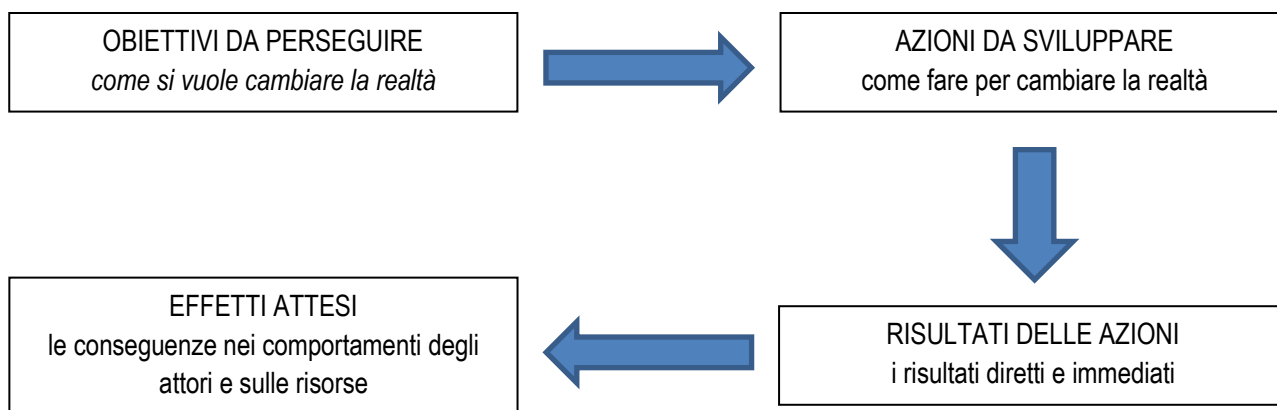 OBIETTIVI DA PERSEGUIRE
come si vuole cambiare la realtà
AZIONI DA SVILUPPARE
come fare per cambiare la realtà
EFFETTI ATTESI
le conseguenze nei comportamenti degli
attori e sulle risorse
RISULTATI DELLE AZIONI
i risultati diretti e immediati